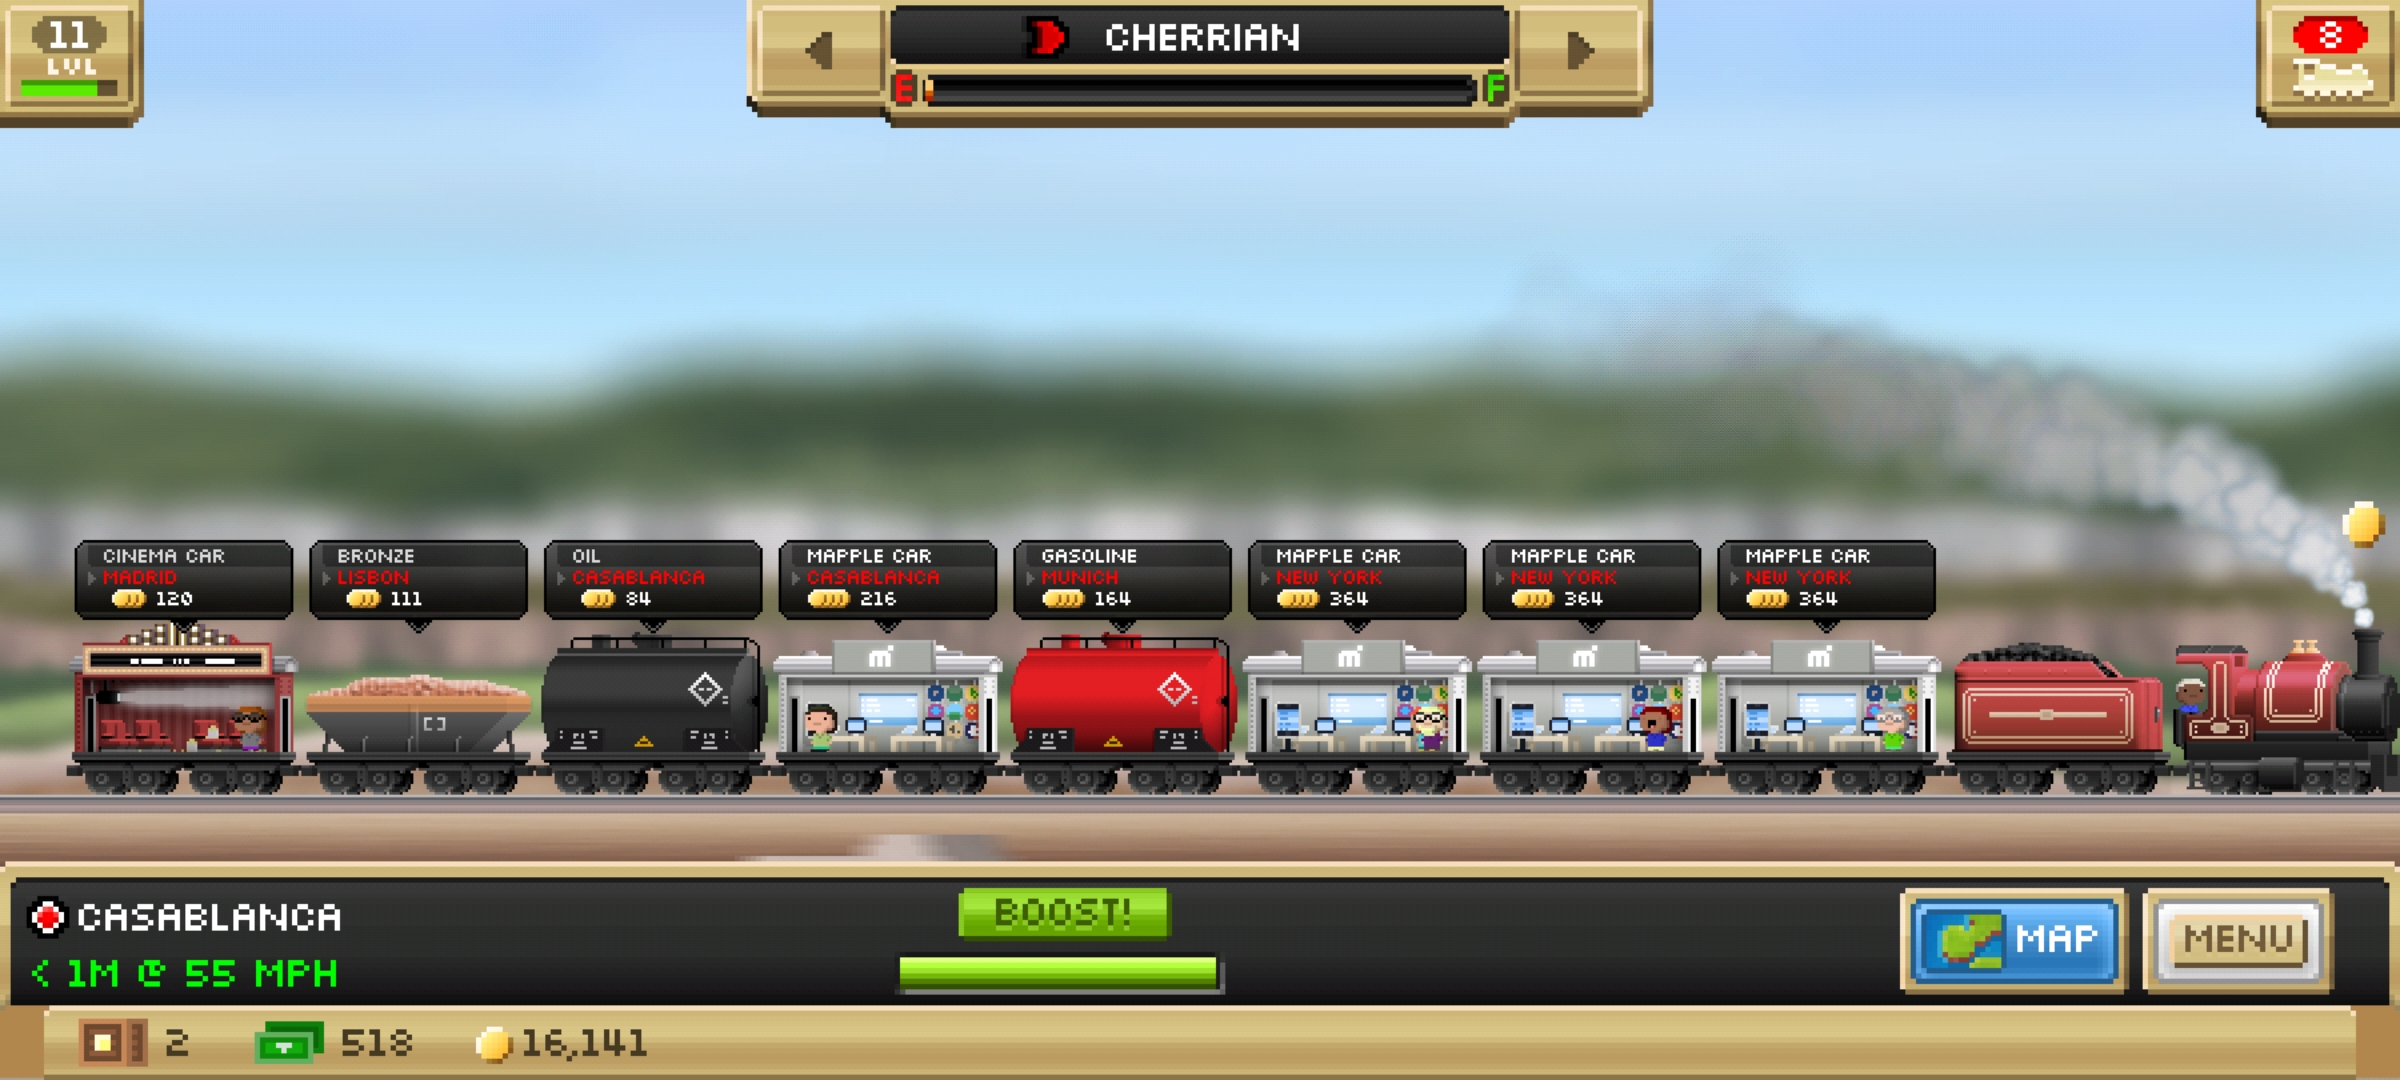 11
LVL
CHERRIAN
E
F
8
CINEMA CAR
MADRID
120
BRONZE
LISBON
111
OIL
CASABLANCA
84
MAPPLE CAR
CASABLANCA
216
GASOLINE
MUNICH
164
MAPPLE CAR
NEW YORK
364
MAPPLE CAR
NEW YORK
364
MAPPLE CAR
NEW YORK
364
m
m
m
m
CASABLANCA
< 1M @ 55 MPH
BOOST!
MAP
MENU
2
518
16,141